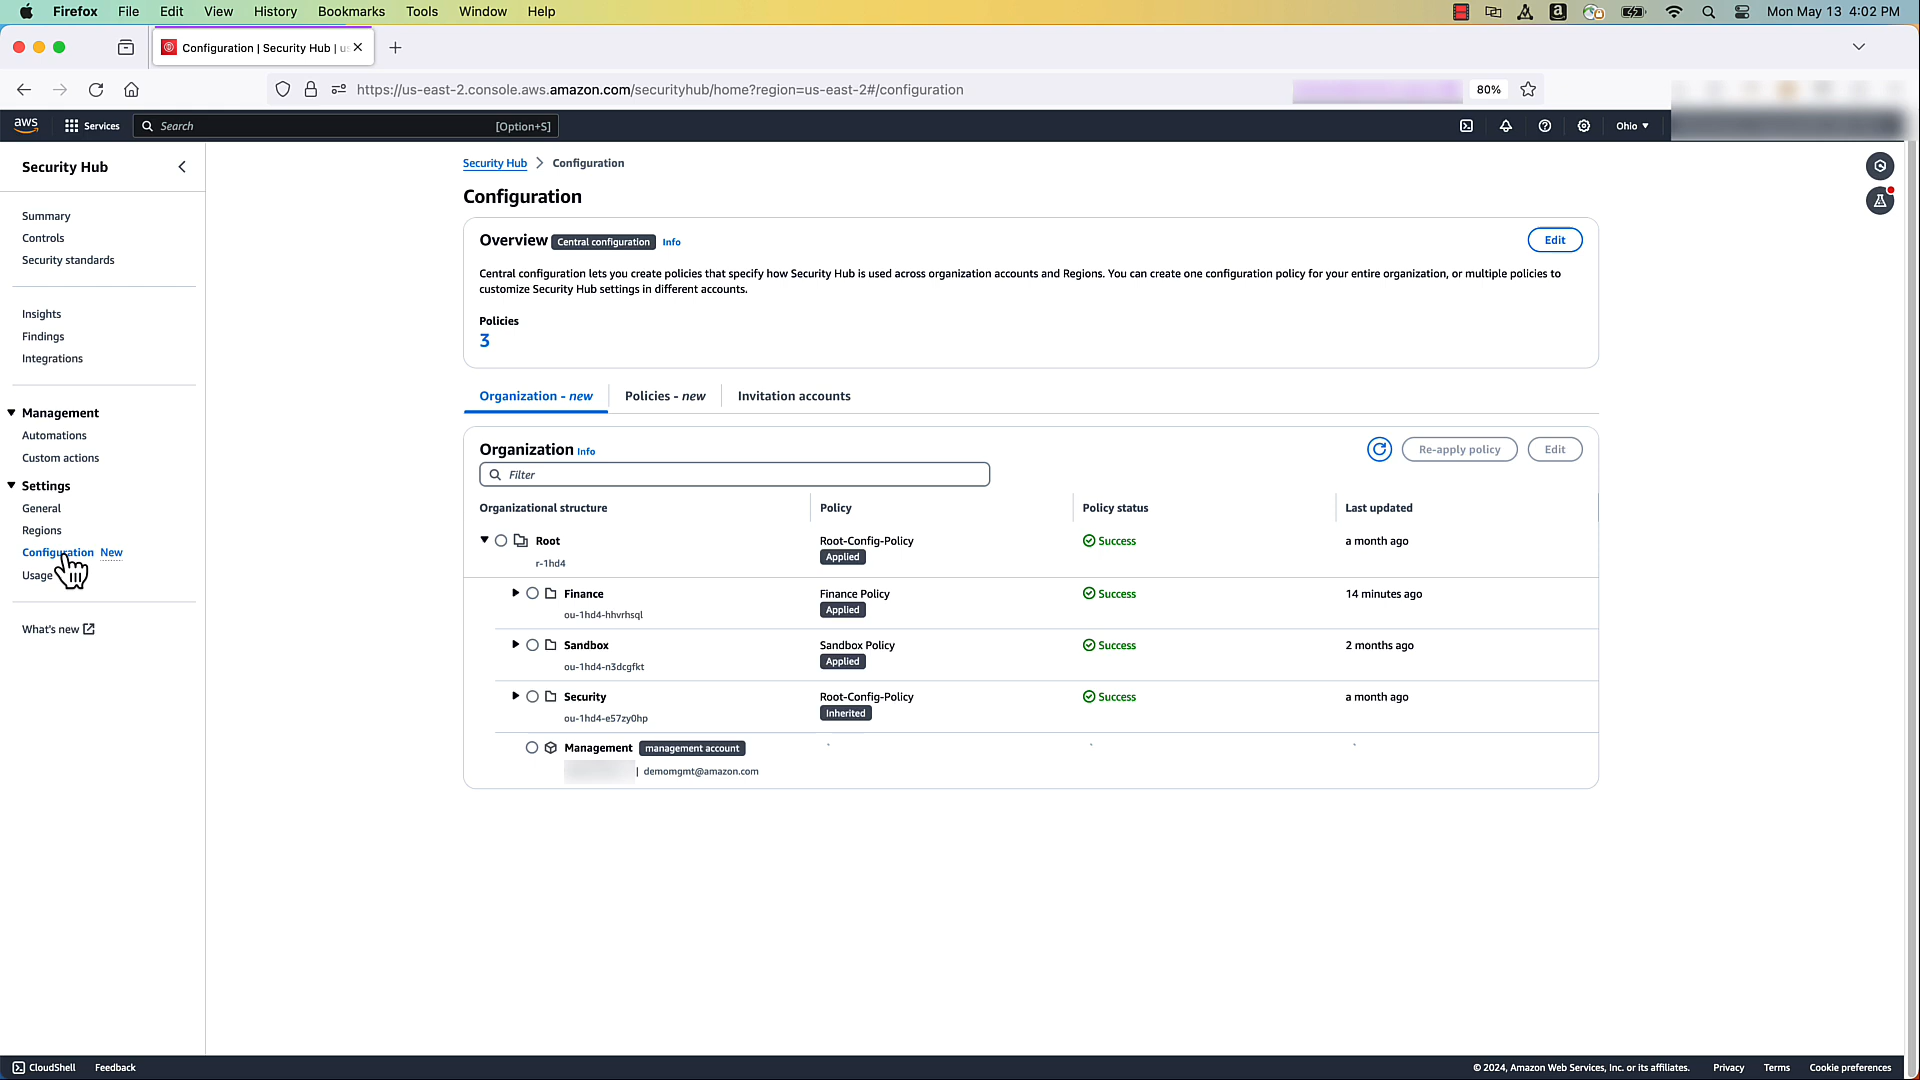 Firefox File Edit View History Bookmarks Tools Window Help
Mon May 13 4:02 PM
Configuration | Security Hub | us
https://us-east-2.console.aws.amazon.com/securityhub/home?region=us-east-2#/configuration
80%
aws Services Search [Option+S]
Ohio
Security Hub
Summary
Controls
Security standards
Insights
Findings
Integrations
Management
Automations
Custom actions
Settings
General
Regions
Configuration New
Usage
What's new
Security Hub Configuration
Configuration
Overview Central configuration Info
Edit
Central configuration lets you create policies that specify how Security Hub is used across organization accounts and Regions. You can create one configuration policy for your entire organization, or multiple policies to
customize Security Hub settings in different accounts.
Policies
3
Organization - new Policies - new Invitation accounts
Organization Info
Re-apply policy Edit
Filter
Organizational structure Policy Policy status Last updated
Root Root-Config-Policy Success a month ago
r-1hd4 Applied
Finance Finance Policy Success 14 minutes ago
ou-1hd4-hhvrhsql Applied
Sandbox Sandbox Policy Success 2 months ago
ou-1hd4-n3dcgfkt Applied
Security Root-Config-Policy Success a month ago
ou-1hd4-e57zy0hp Inherited
Management management account - - -
| demomgmt@amazon.com
CloudShell Feedback
© 2024, Amazon Web Services, Inc. or its affiliates. Privacy Terms Cookie preferences